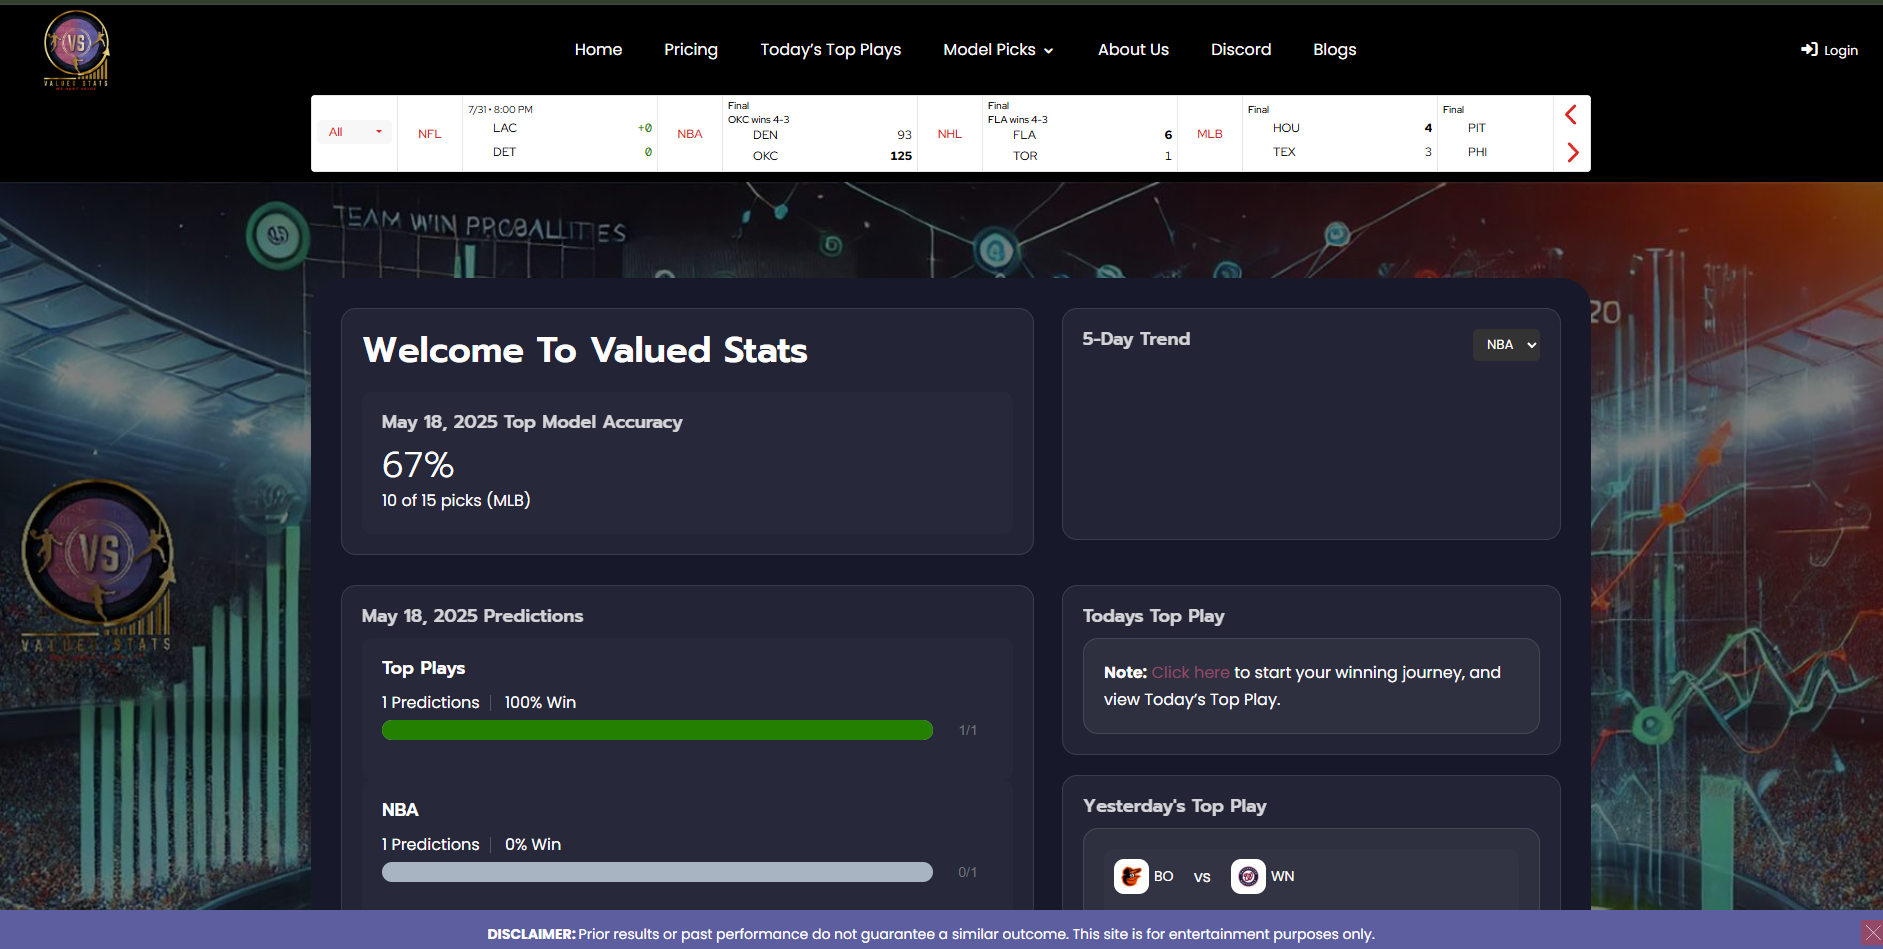 VS
VALUED STATS
Home
Pricing
Today’s Top Plays
Model Picks
About Us
Discord
Blogs
Login
All
NFL
7/31 • 8:00 PM
LAC +0
DET 0
NBA
Final
OKC wins 4-3
DEN 93
OKC 125
NHL
Final
FLA wins 4-3
FLA 6
TOR 1
MLB
Final
HOU 4
TEX 3
Final
PIT
PHI
TEAM WIN PRCBALLITIES
20
Welcome To Valued Stats
May 18, 2025 Top Model Accuracy
67%
10 of 15 picks (MLB)
5-Day Trend
NBA
VS
VALUED STATS
May 18, 2025 Predictions
Top Plays
1 Predictions 100% Win
1/1
NBA
1 Predictions 0% Win
0/1
Todays Top Play
Note: Click here to start your winning journey, and
view Today’s Top Play.
Yesterday's Top Play
BO vs WN
DISCLAIMER: Prior results or past performance do not guarantee a similar outcome. This site is for entertainment purposes only.